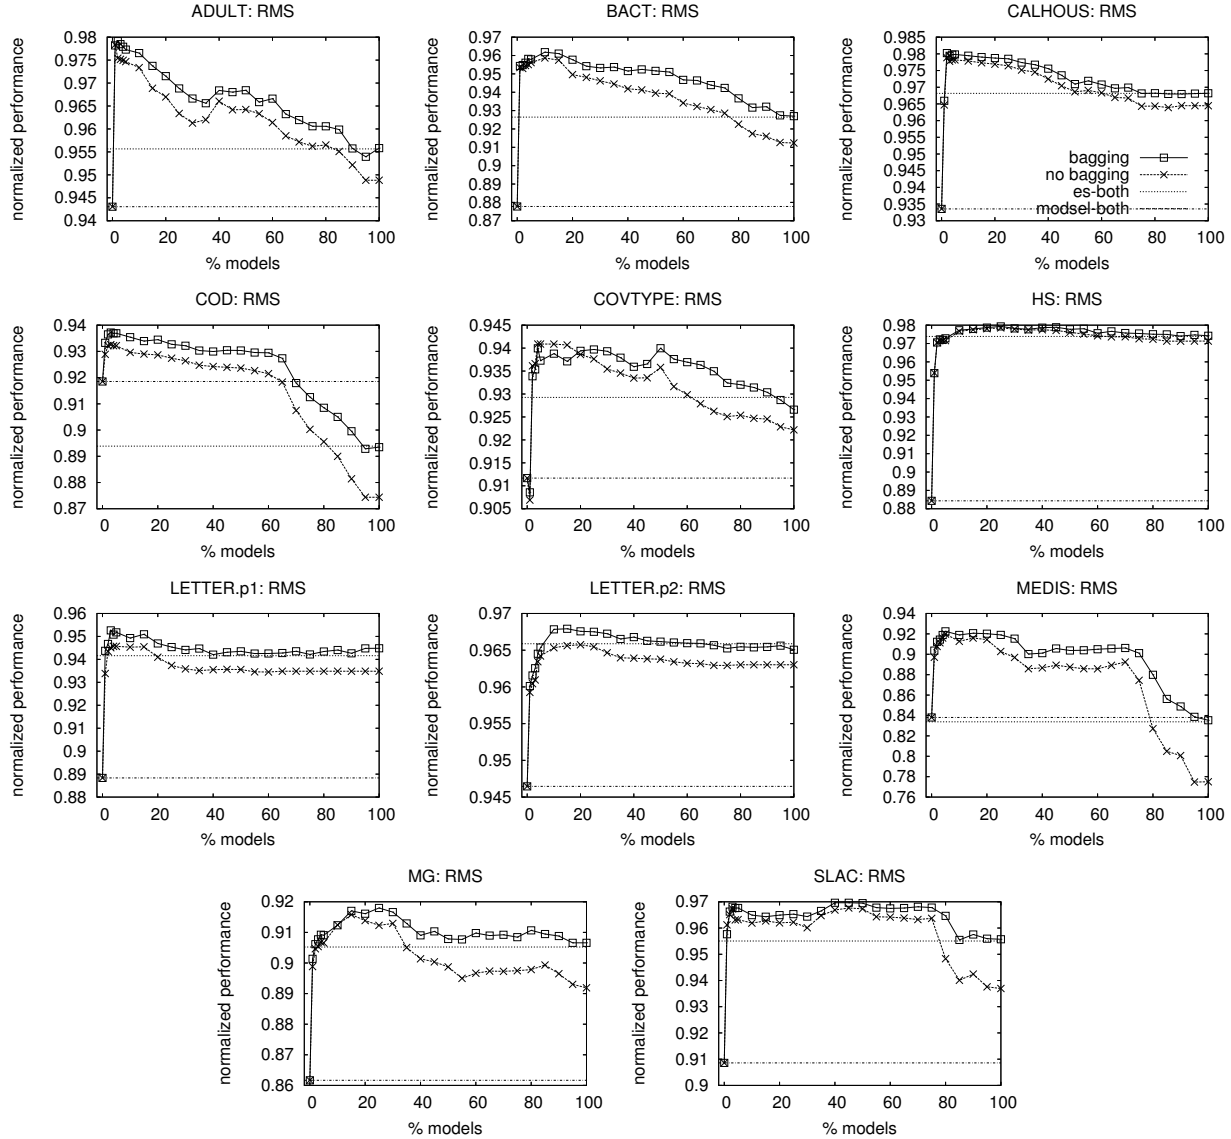 ADULT: RMS
normalized performance
0.98
0.975
0.97
0.965
0.96
0.955
0.95
0.945
0.94
0 20 40 60 80 100
% models
BACT: RMS
normalized performance
0.97
0.96
0.95
0.94
0.93
0.92
0.91
0.9
0.89
0.88
0.87
0 20 40 60 80 100
% models
CALHOUS: RMS
normalized performance
0.985
0.98
0.975
0.97
0.965
0.96
0.955
0.95
0.945
0.94
0.935
0.93
bagging
no bagging
es-both
modsel-both
0 20 40 60 80 100
% models
COD: RMS
normalized performance
0.94
0.93
0.92
0.91
0.9
0.89
0.88
0.87
0 20 40 60 80 100
% models
COVTYPE: RMS
normalized performance
0.945
0.94
0.935
0.93
0.925
0.92
0.915
0.91
0.905
0 20 40 60 80 100
% models
HS: RMS
normalized performance
0.98
0.97
0.96
0.95
0.94
0.93
0.92
0.91
0.9
0.89
0.88
0 20 40 60 80 100
% models
LETTER.p1: RMS
normalized performance
0.96
0.95
0.94
0.93
0.92
0.91
0.9
0.89
0.88
0 20 40 60 80 100
% models
LETTER.p2: RMS
normalized performance
0.97
0.965
0.96
0.955
0.95
0.945
0 20 40 60 80 100
% models
MEDIS: RMS
normalized performance
0.94
0.92
0.9
0.88
0.86
0.84
0.82
0.8
0.78
0.76
0 20 40 60 80 100
% models
MG: RMS
normalized performance
0.92
0.91
0.9
0.89
0.88
0.87
0.86
0 20 40 60 80 100
% models
SLAC: RMS
normalized performance
0.97
0.96
0.95
0.94
0.93
0.92
0.91
0.9
0 20 40 60 80 100
% models